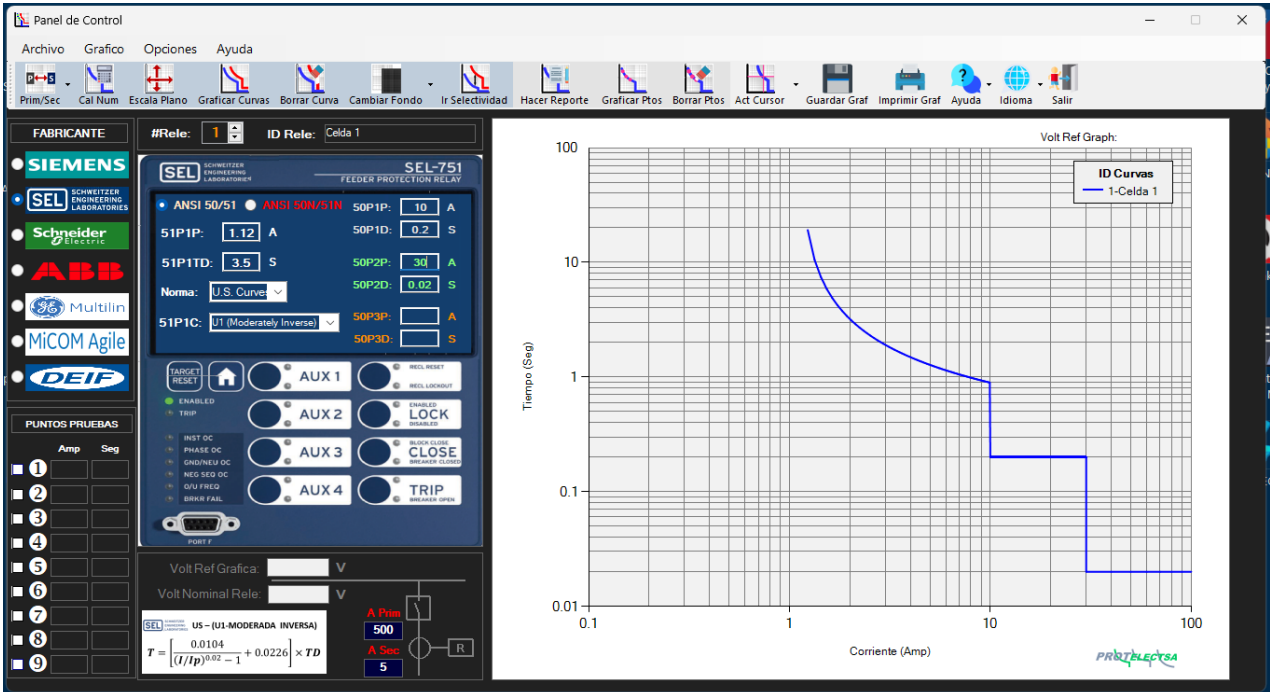 Panel de Control
Archivo Grafico Opciones Ayuda
P↔S
Prim/Sec Cal Num Escala Plano Graficar Curvas Borrar Curva Cambiar Fondo Ir Selectividad Hacer Reporte Graficar Ptos Borrar Ptos Act Cursor Guardar Graf Imprimir Graf Ayuda Idioma Salir
FABRICANTE
SIEMENS
SEL SCHWEITZER ENGINEERING LABORATORIES
Schneider Electric
ABB
GE Multilin
MiCOM Agile
DEIF
PUNTOS PRUEBAS
Amp Seg
1
2
3
4
5
6
7
8
9
#Rele: 1 ID Rele: Celda 1
SEL SCHWEITZER ENGINEERING LABORATORIES
SEL-751
FEEDER PROTECTION RELAY
ANSI 50/51 ANSI 50N/51N
51P1P: 1.12 A
51P1TD: 3.5 S
Norma: U.S. Curve
51P1C: U1 (Moderately Inverse)
50P1P: 10 A
50P1D: 0.2 S
50P2P: 30 A
50P2D: 0.02 S
50P3P: A
50P3D: S
TARGET RESET
AUX 1
RECL RESET
RECL LOCKOUT
ENABLED
TRIP
AUX 2
ENABLED
LOCK
DISABLED
INST OC
PHASE OC
GND/NEU OC
NEG SEQ OC
O/U FREQ
BRKR FAIL
AUX 3
BLOCK CLOSE
CLOSE
BREAKER CLOSED
AUX 4
TRIP
BREAKER OPEN
PORT F
Volt Ref Grafica: V
Volt Nominal Rele: V
SEL US – (U1-MODERADA INVERSA)
T = [0.0104 / ((I/Ip)^0.02 − 1) + 0.0226] × TD
A Prim
500
A Sec
5
R
Volt Ref Graph:
ID Curvas
1-Celda 1
Tiempo (Seg)
100
10
1
0.1
0.01
0.1 1 10 100
Corriente (Amp)
PROTELECTSA